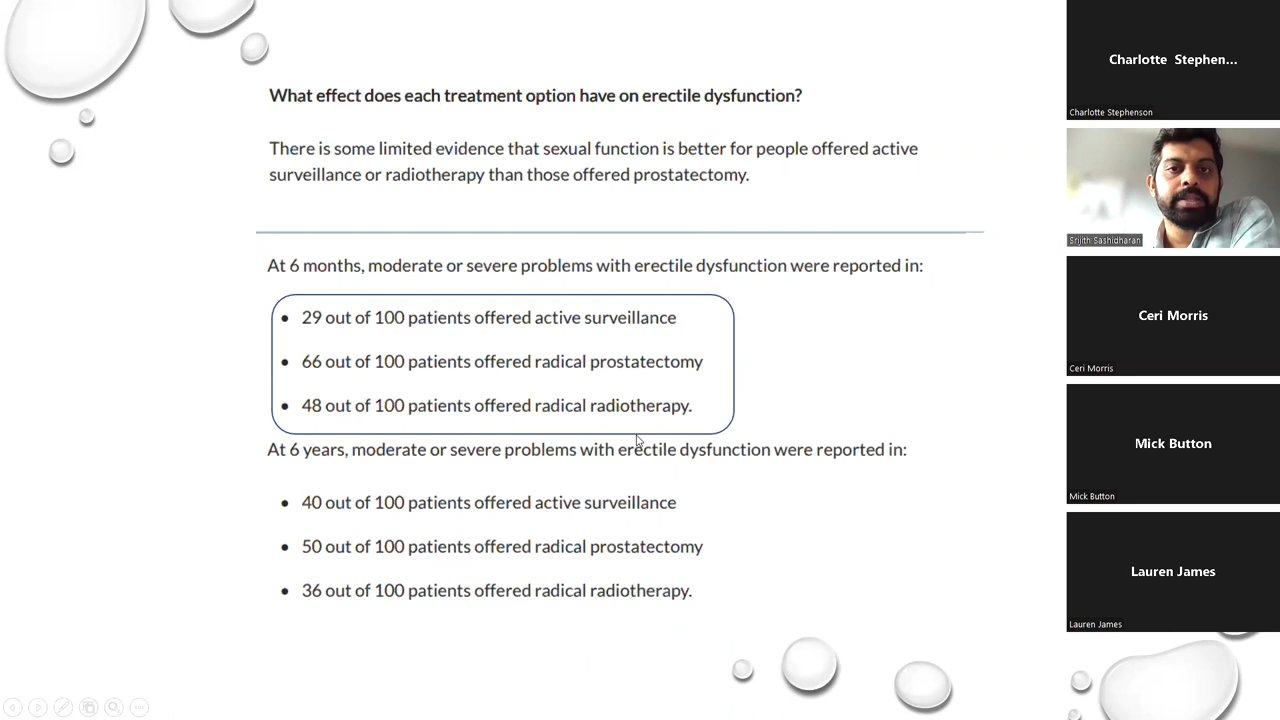 What effect does each treatment option have on erectile dysfunction?
There is some limited evidence that sexual function is better for people offered active
surveillance or radiotherapy than those offered prostatectomy.
At 6 months, moderate or severe problems with erectile dysfunction were reported in:
• 29 out of 100 patients offered active surveillance
• 66 out of 100 patients offered radical prostatectomy
• 48 out of 100 patients offered radical radiotherapy.
At 6 years, moderate or severe problems with erectile dysfunction were reported in:
• 40 out of 100 patients offered active surveillance
• 50 out of 100 patients offered radical prostatectomy
• 36 out of 100 patients offered radical radiotherapy.
Charlotte Stephen...
Charlotte Stephenson
Srijith Sashidharan
Ceri Morris
Ceri Morris
Mick Button
Mick Button
Lauren James
Lauren James